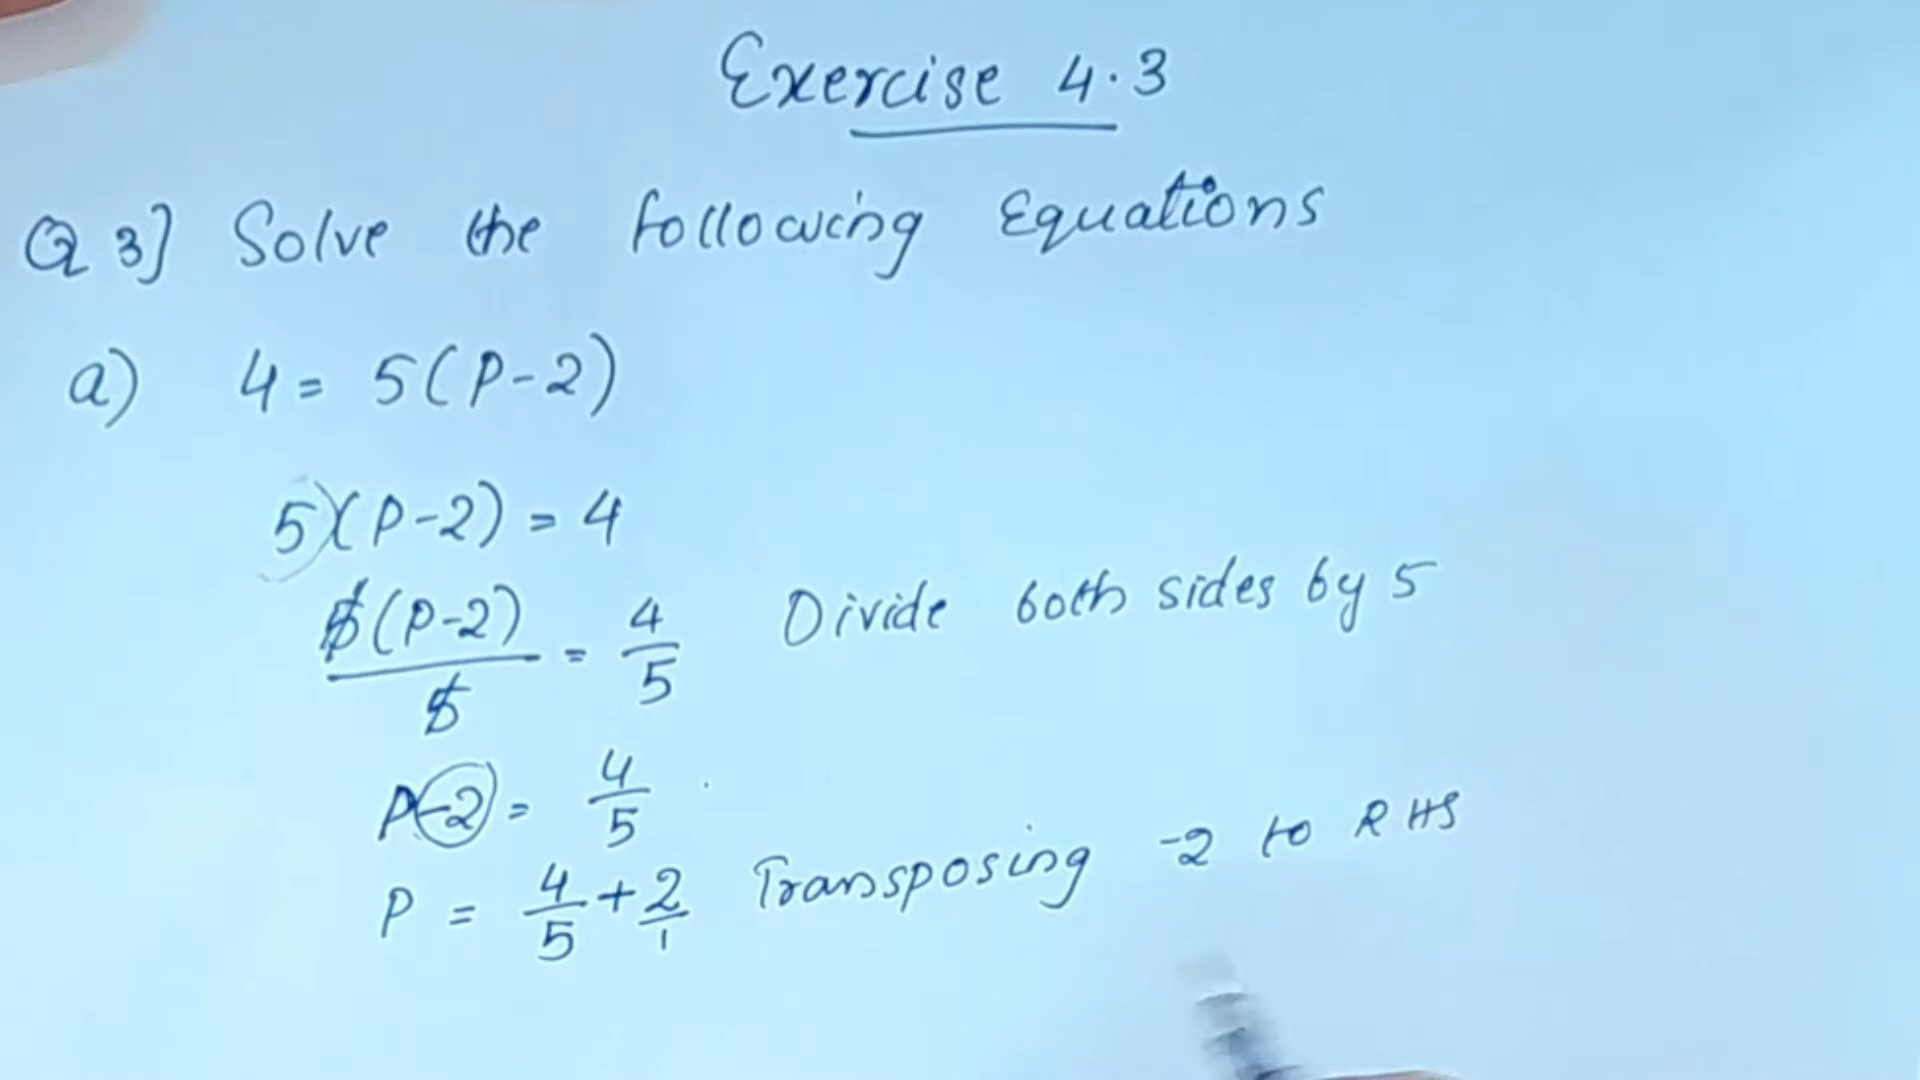 Exercise 4.3
Q 3] Solve the following Equations
a) 4 = 5(P-2)
5)(P-2) = 4
5(P-2)/5 = 4/5 Divide both sides by 5
P-2 = 4/5
P = 4/5 + 2/1 Transposing -2 to RHS